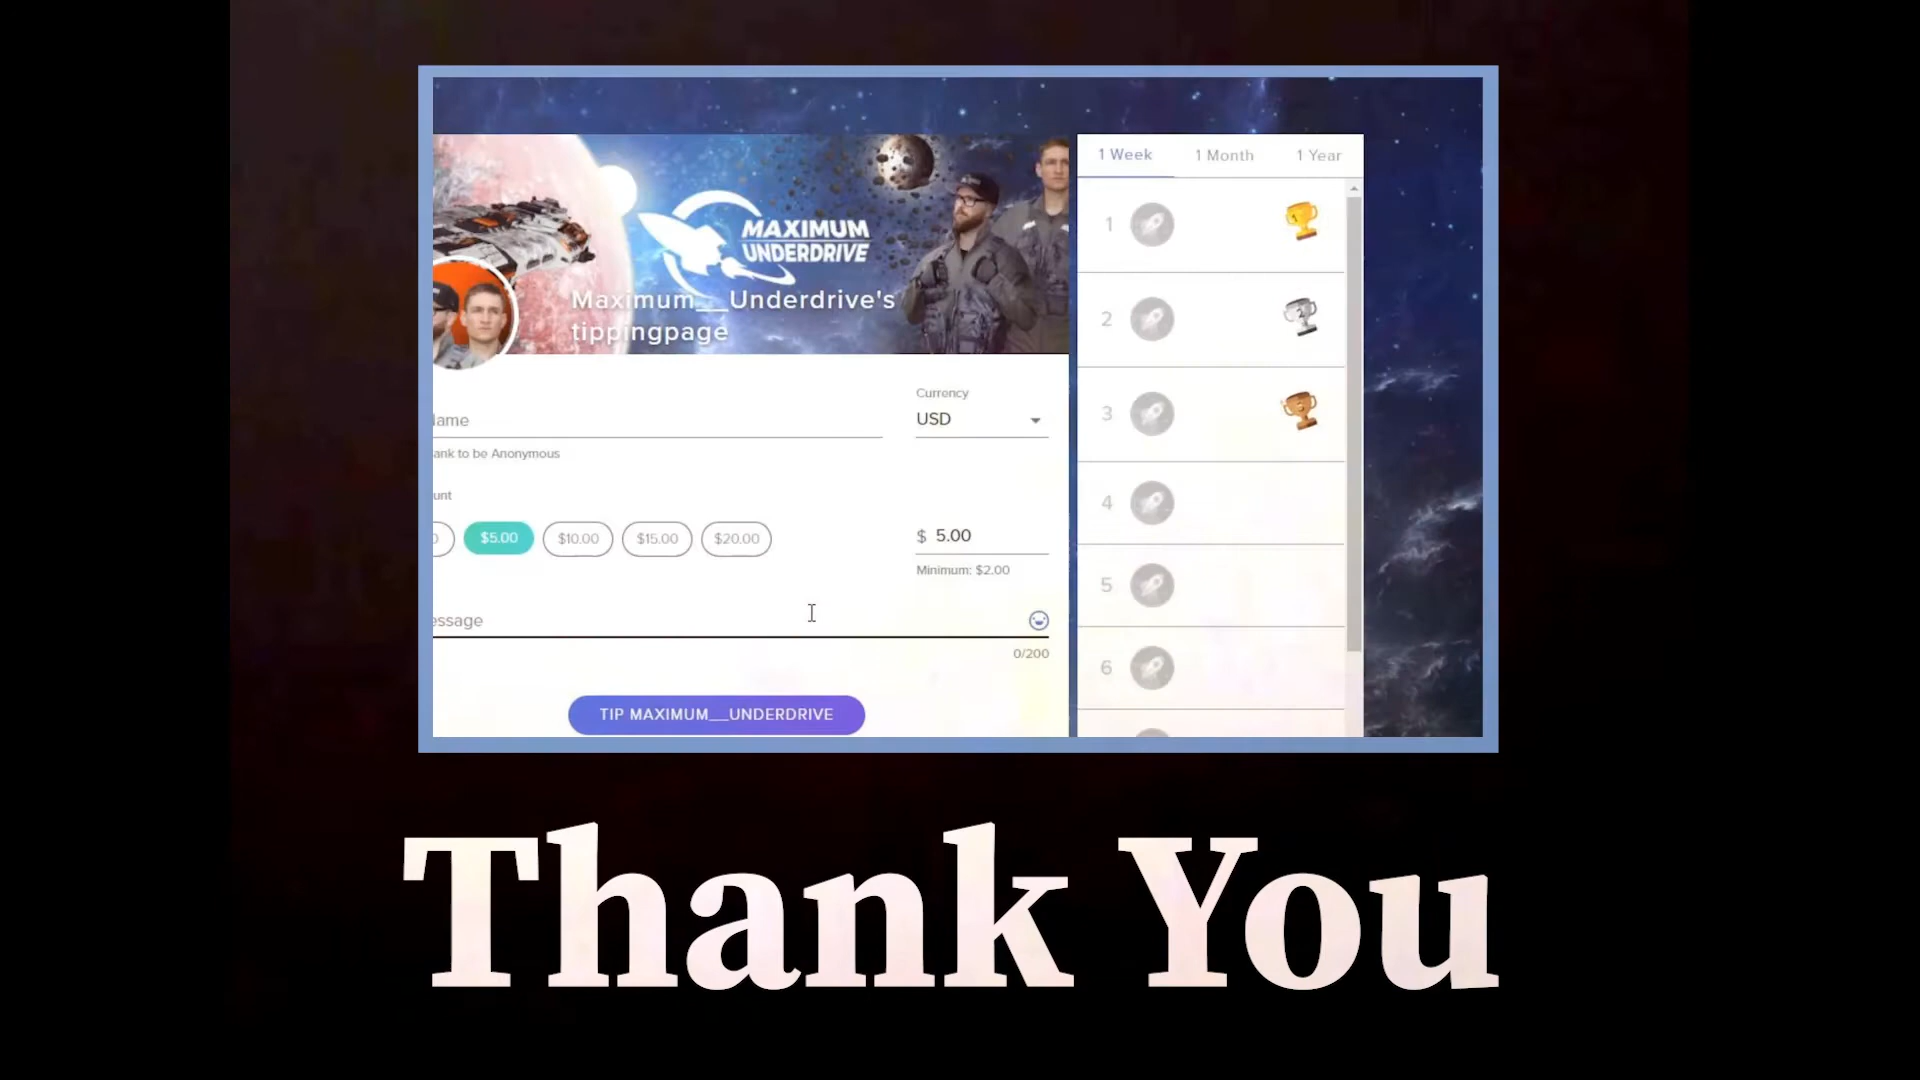 MAXIMUM
UNDERDRIVE
Maximum__Underdrive's
tippingpage
1 Week 1 Month 1 Year
1
2
3
4
5
6
Currency
ame
USD
ank to be Anonymous
unt
0 $5.00 $10.00 $15.00 $20.00
$ 5.00
Minimum: $2.00
essage
0/200
TIP MAXIMUM__UNDERDRIVE
Thank You